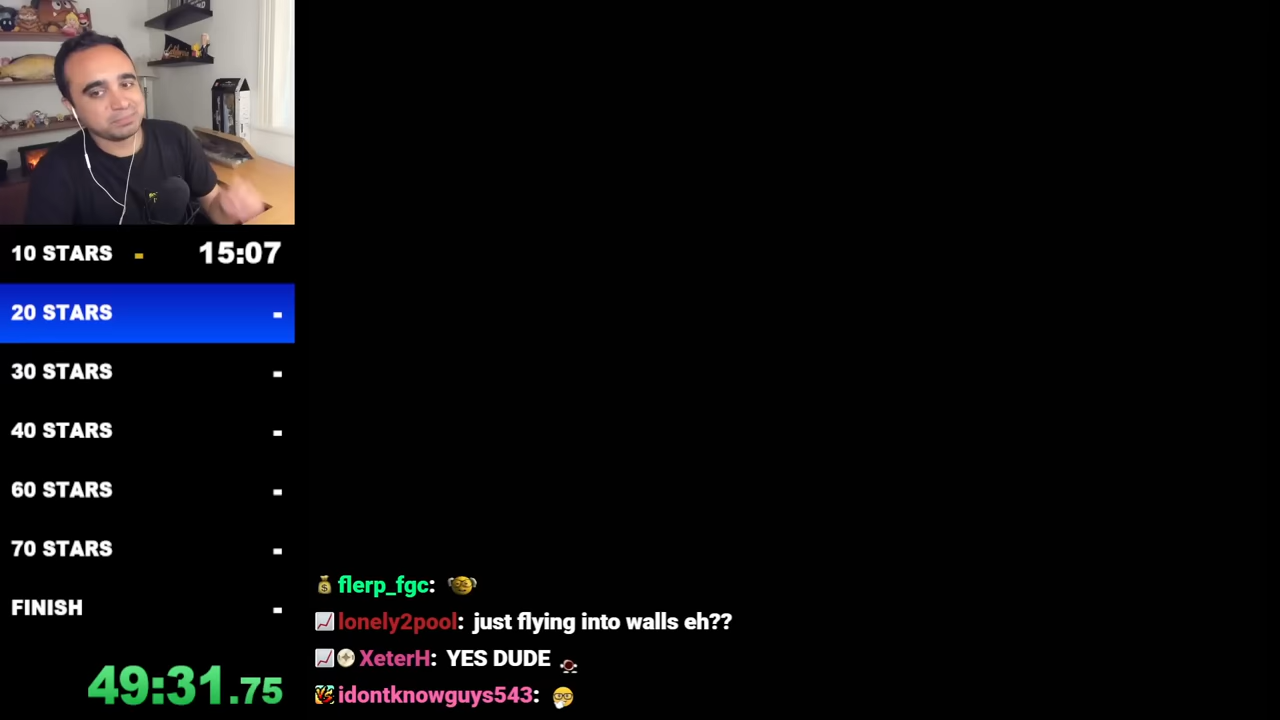 10 STARS - 15:07
20 STARS -
30 STARS -
40 STARS -
60 STARS -
70 STARS -
FINISH -
49:31.75
flerp_fgc:
lonely2pool: just flying into walls eh??
XeterH: YES DUDE
idontknowguys543: